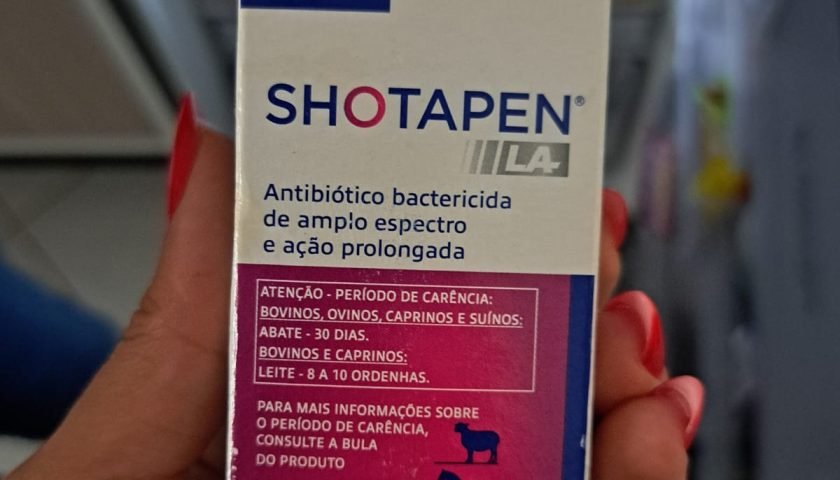 SHOTAPEN®
LA
Antibiótico bactericida
de amplo espectro
e ação prolongada
ATENÇÃO - PERÍODO DE CARÊNCIA:
BOVINOS, OVINOS, CAPRINOS E SUÍNOS:
ABATE - 30 DIAS.
BOVINOS E CAPRINOS:
LEITE - 8 A 10 ORDENHAS.
PARA MAIS INFORMAÇÕES SOBRE
O PERÍODO DE CARÊNCIA,
CONSULTE A BULA
DO PRODUTO